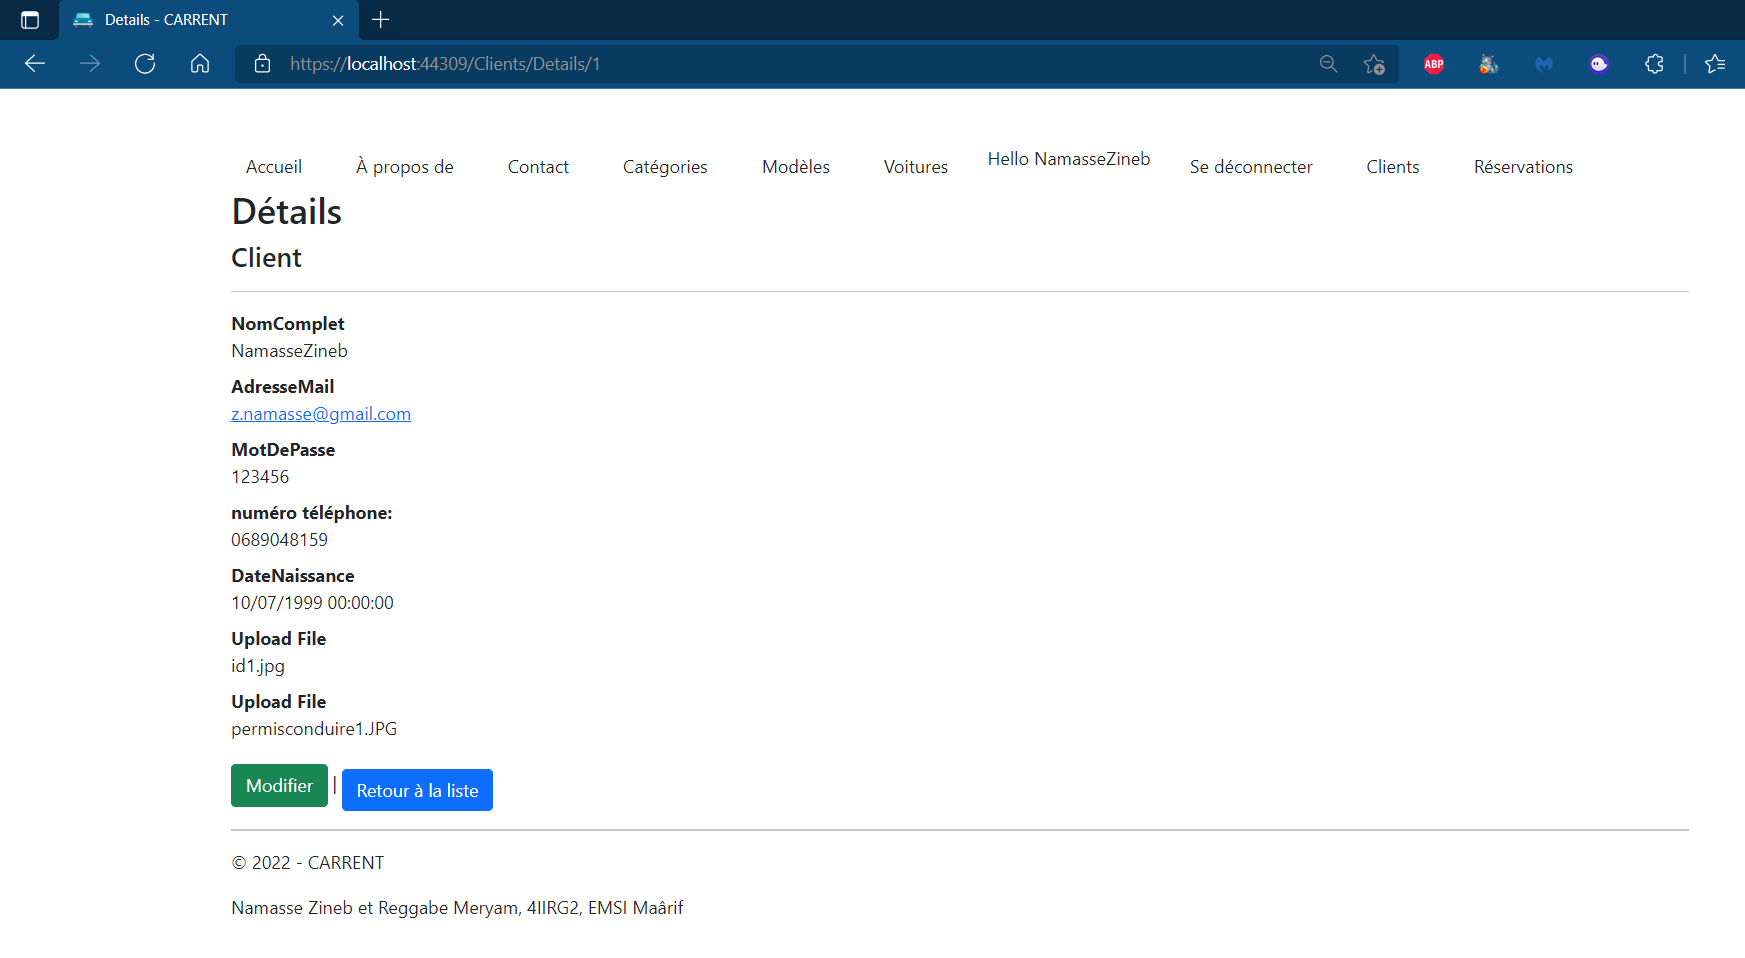 Details - CARRENT
https://localhost:44309/Clients/Details/1
ABP
Accueil À propos de Contact Catégories Modèles Voitures Hello NamasseZineb Se déconnecter Clients Réservations
Détails
Client
NomComplet
NamasseZineb
AdresseMail
z.namasse@gmail.com
MotDePasse
123456
numéro téléphone:
0689048159
DateNaissance
10/07/1999 00:00:00
Upload File
id1.jpg
Upload File
permisconduire1.JPG
Modifier | Retour à la liste
© 2022 - CARRENT
Namasse Zineb et Reggabe Meryam, 4IIRG2, EMSI Maârif